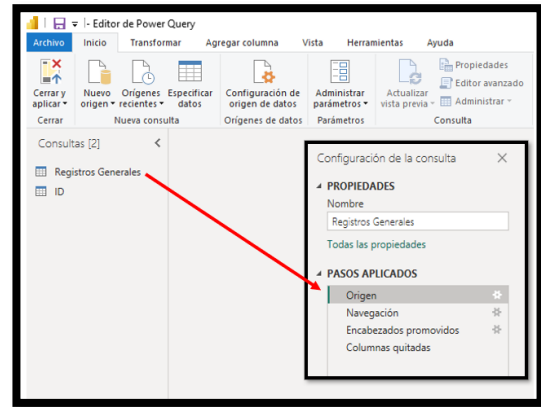 - Editor de Power Query
Archivo Inicio Transformar Agregar columna Vista Herramientas Ayuda
Cerrar y aplicar
Nuevo origen
Orígenes recientes
Especificar datos
Configuración de origen de datos
Administrar parámetros
Actualizar vista previa
Propiedades
Editor avanzado
Administrar
Cerrar Nueva consulta Orígenes de datos Parámetros Consulta
Consultas [2]
Registros Generales
ID
Configuración de la consulta
PROPIEDADES
Nombre
Registros Generales
Todas las propiedades
PASOS APLICADOS
Origen
Navegación
Encabezados promovidos
Columnas quitadas